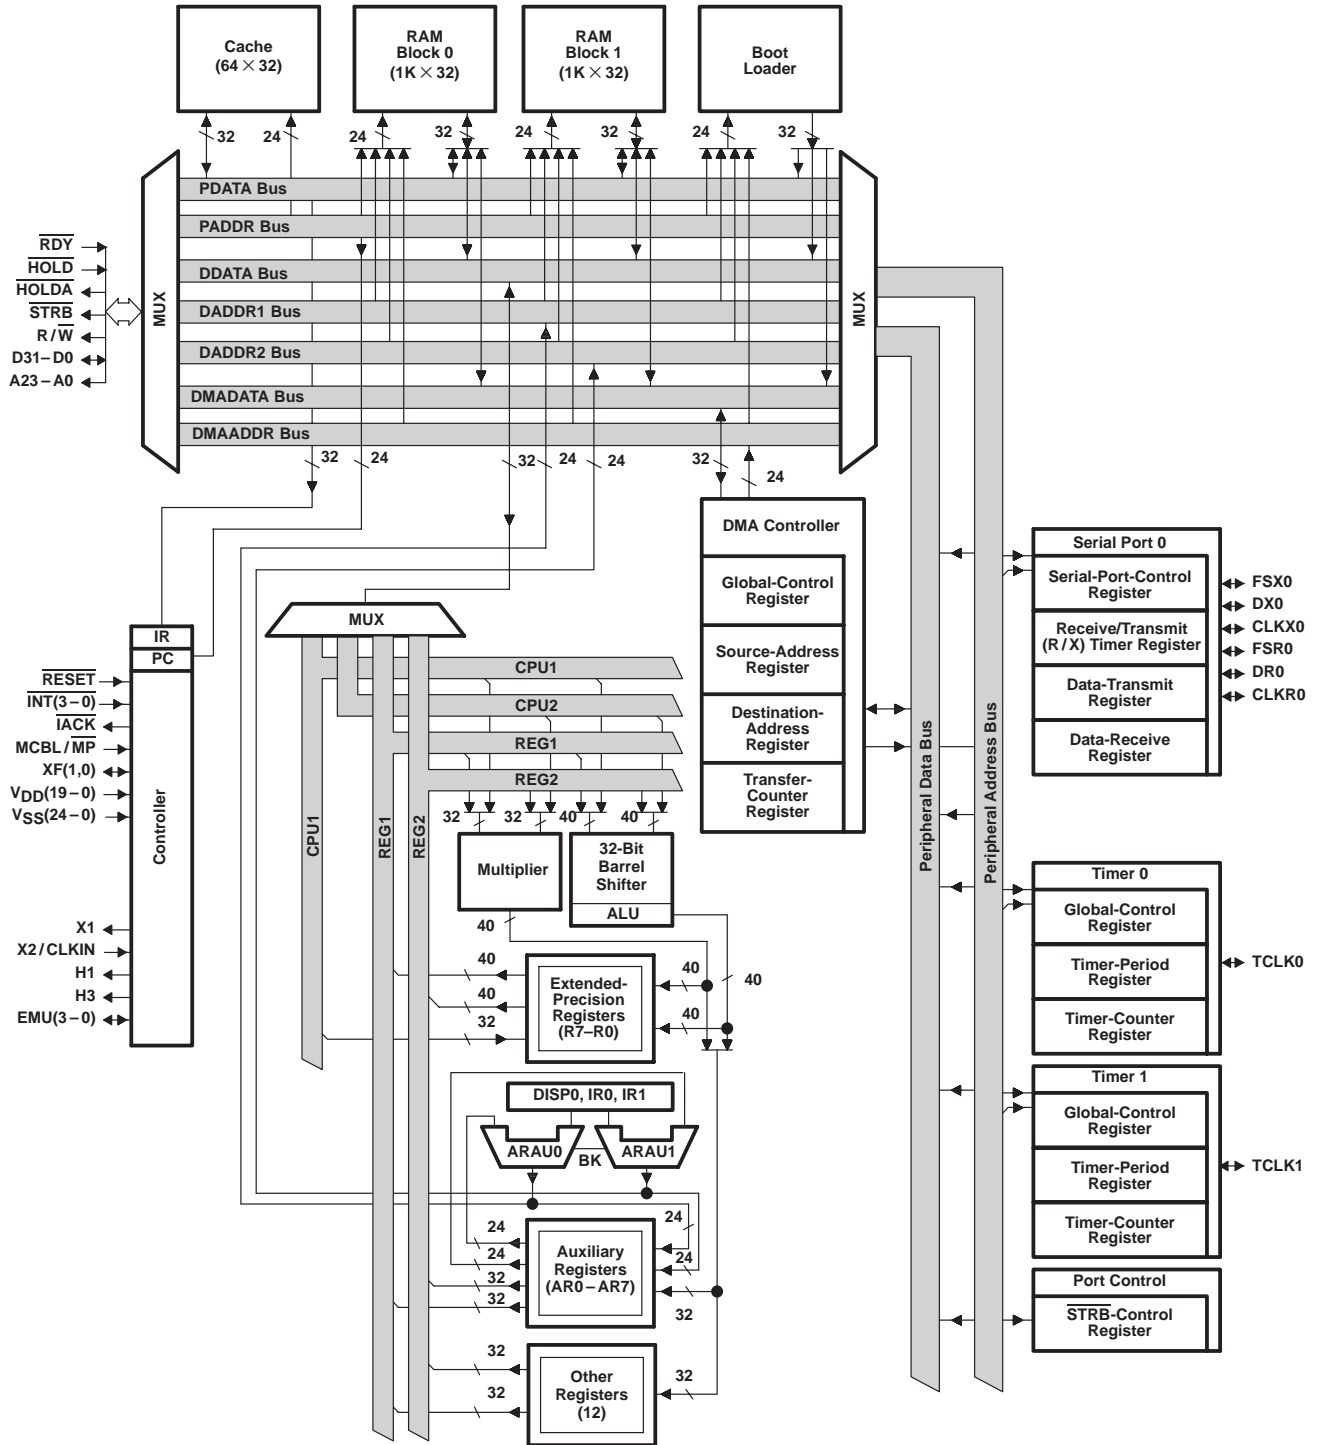 Cache
(64 × 32)
RAM
Block 0
(1K × 32)
RAM
Block 1
(1K × 32)
Boot
Loader
32
24
24
32
24
32
24
32
PDATA Bus
PADDR Bus
DDATA Bus
DADDR1 Bus
DADDR2 Bus
DMADATA Bus
DMAADDR Bus
MUX
MUX
RDY
HOLD
HOLDA
STRB
R/W
D31–D0
A23–A0
32
24
32
24
24
32
24
DMA Controller
Global-Control
Register
Source-Address
Register
Destination-
Address
Register
Transfer-
Counter
Register
Peripheral Data Bus
Peripheral Address Bus
Serial Port 0
Serial-Port-Control
Register
Receive/Transmit
(R/X) Timer Register
Data-Transmit
Register
Data-Receive
Register
FSX0
DX0
CLKX0
FSR0
DR0
CLKR0
MUX
IR
PC
Controller
RESET
INT(3–0)
IACK
MCBL/MP
XF(1,0)
VDD(19–0)
VSS(24–0)
X1
X2/CLKIN
H1
H3
EMU(3–0)
CPU1
CPU2
REG1
REG2
CPU1
REG1
REG2
32
32
40
40
Multiplier
32-Bit
Barrel
Shifter
ALU
40
40
40
40
32
40
40
Extended-
Precision
Registers
(R7–R0)
DISP0, IR0, IR1
ARAU0
BK
ARAU1
24
24
32
32
24
24
32
Auxiliary
Registers
(AR0–AR7)
32
32
32
Other
Registers
(12)
Timer 0
Global-Control
Register
Timer-Period
Register
Timer-Counter
Register
TCLK0
Timer 1
Global-Control
Register
Timer-Period
Register
Timer-Counter
Register
TCLK1
Port Control
STRB-Control
Register